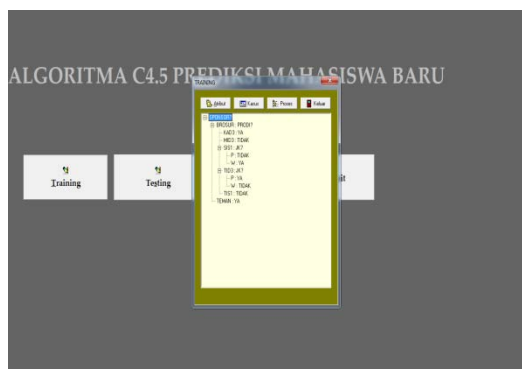 ALGORITMA C4.5 PREDIKSI MAHASISWA BARU
TRAINING
Atribut Kasus Proses Keluar
SPONSOR?
BROSUR : PRODI?
KAD3 : YA
MID3 : TIDAK
SIS1 : JK?
P : TIDAK
W : YA
TID3 : JK?
P : YA
W : TIDAK
TIS1 : TIDAK
TEMAN : YA
Training Testing